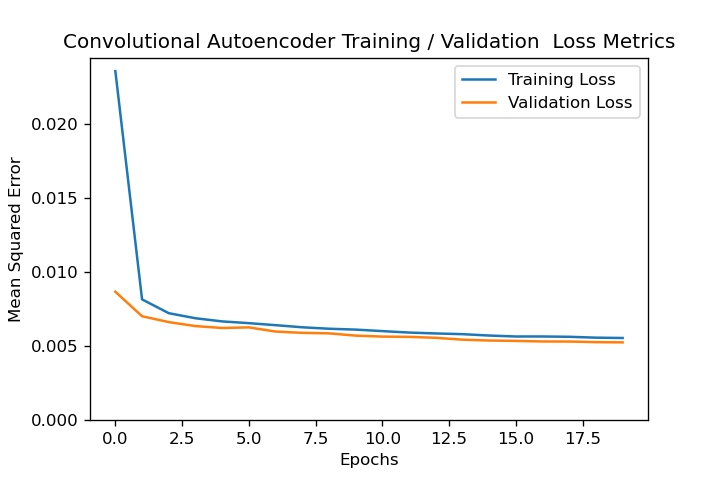 Convolutional Autoencoder Training / Validation  Loss Metrics
Training Loss
Validation Loss
Mean Squared Error
0.020
0.015
0.010
0.005
0.000
0.0 2.5 5.0 7.5 10.0 12.5 15.0 17.5
Epochs